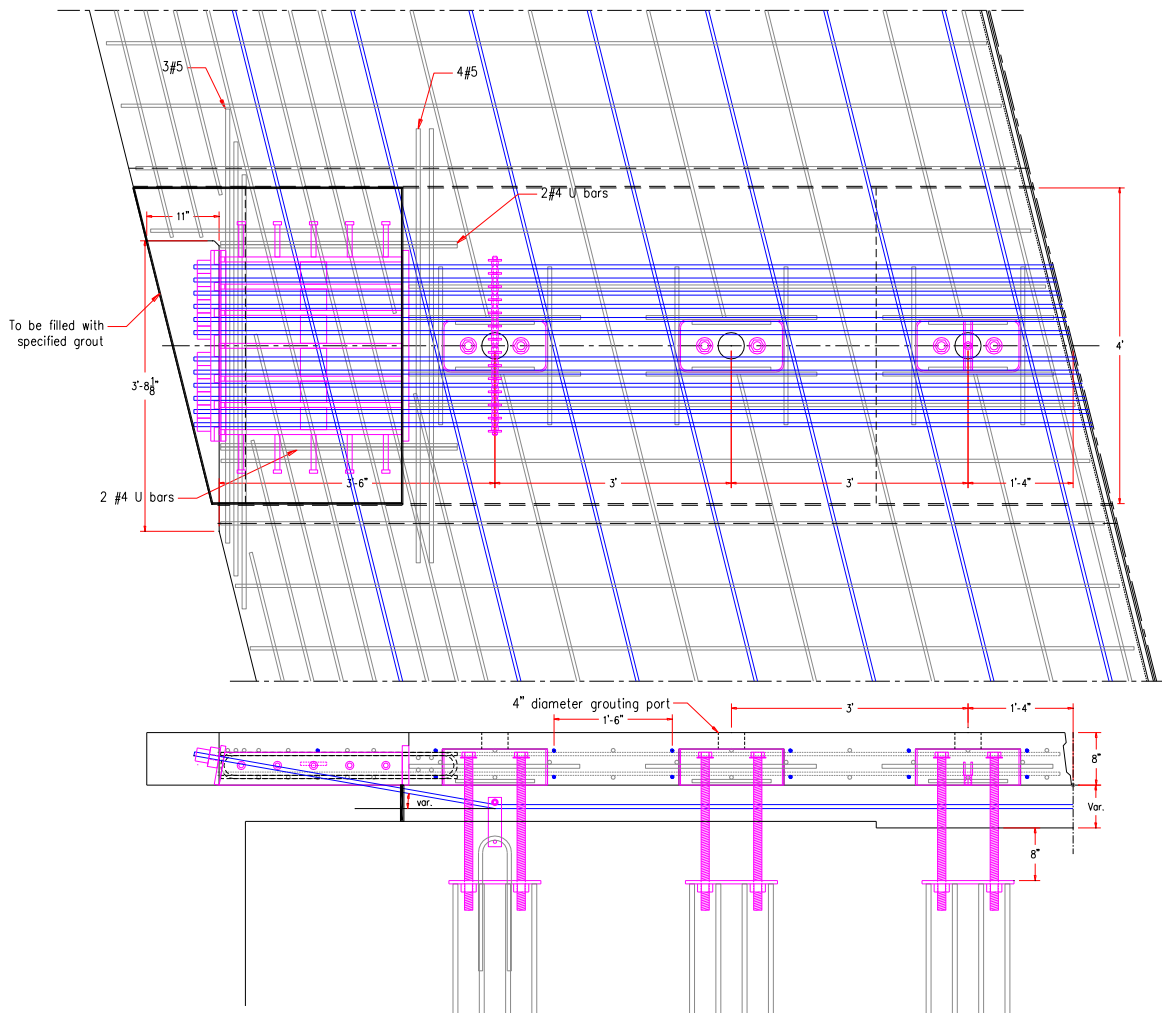 3#5
4#5
2#4 U bars
11"
To be filled with
specified grout
3'-8 1/8"
4'
2 #4 U bars
3'-6"
3'
3'
1'-4"
4" diameter grouting port
1'-6"
3'
1'-4"
8"
var.
Var.
8"